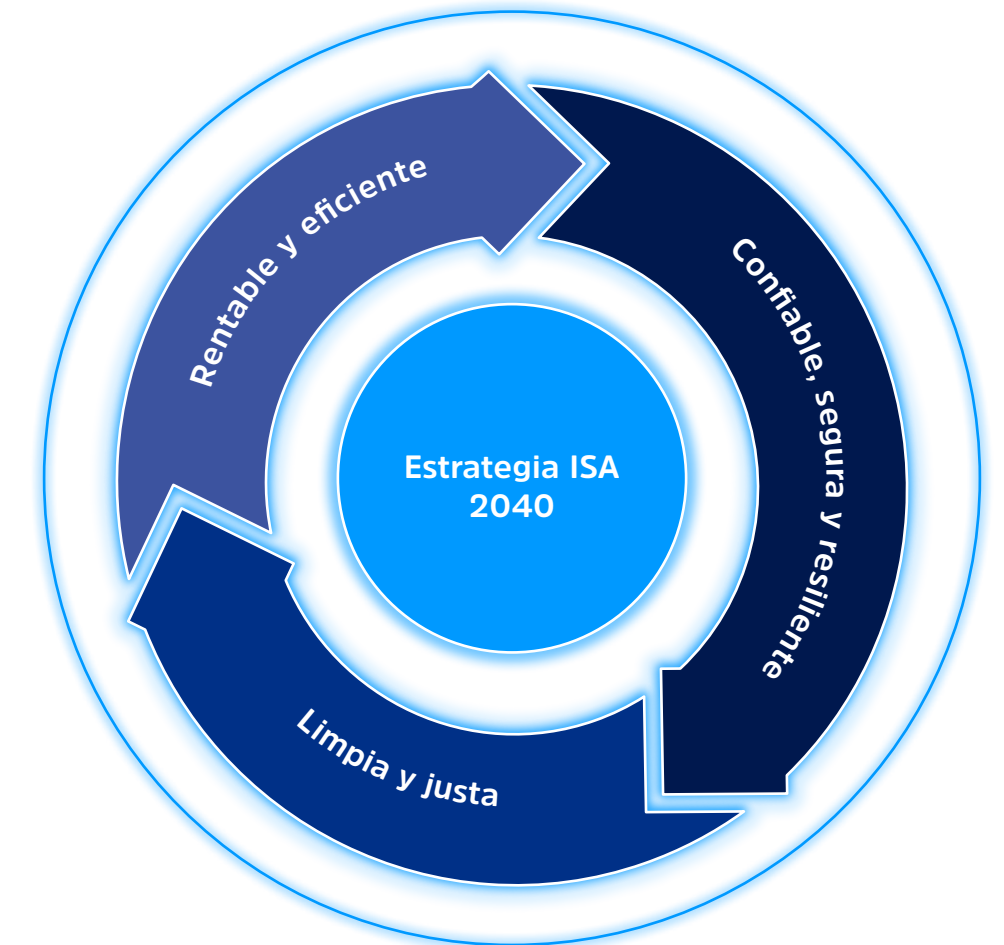 Rentable y eficiente
Confiable, segura y resiliente
Estrategia ISA
2040
Limpia y justa